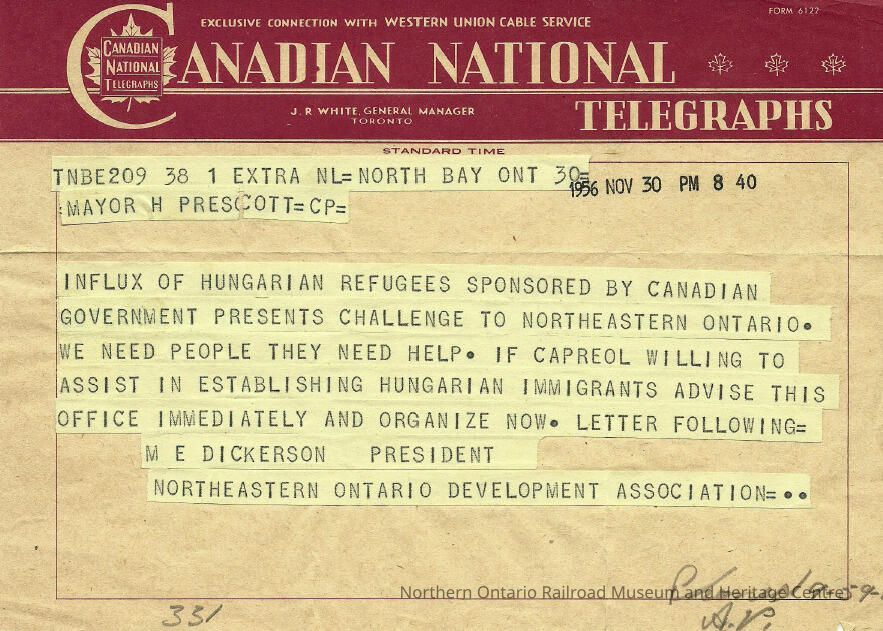 FORM 6122
EXCLUSIVE CONNECTION WITH WESTERN UNION CABLE SERVICE
CANADIAN NATIONAL
CANADIAN
NATIONAL
TELEGRAPHS
J. R. WHITE, GENERAL MANAGER
TORONTO
TELEGRAPHS
STANDARD TIME
TNBE209 38 1 EXTRA NL=NORTH BAY ONT 30=
1956 NOV 30 PM 8 40
:MAYOR H PRESCOTT=CP=
INFLUX OF HUNGARIAN REFUGEES SPONSORED BY CANADIAN
GOVERNMENT PRESENTS CHALLENGE TO NORTHEASTERN ONTARIO.
WE NEED PEOPLE THEY NEED HELP. IF CAPREOL WILLING TO
ASSIST IN ESTABLISHING HUNGARIAN IMMIGRANTS ADVISE THIS
OFFICE IMMEDIATELY AND ORGANIZE NOW. LETTER FOLLOWING=
M E DICKERSON PRESIDENT
NORTHEASTERN ONTARIO DEVELOPMENT ASSOCIATION=..
Northern Ontario Railroad Museum and Heritage Centre
331